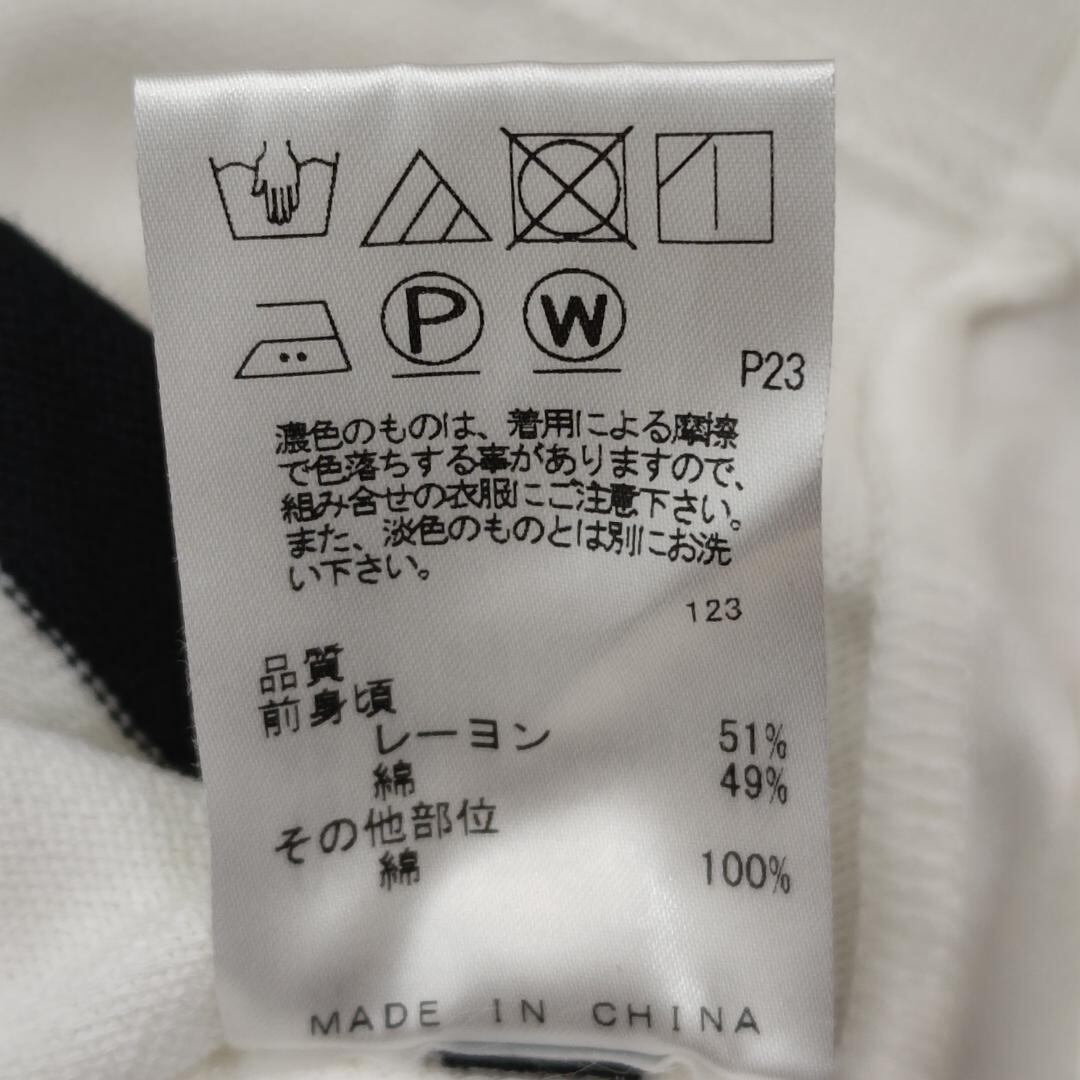 P W
P23
濃色のものは、着用による摩擦
で色落ちする事がありますので、
組み合せの衣服にご注意下さい。
また、淡色のものとは別にお洗
い下さい。
123
品質
前身頃
レーヨン 51%
綿 49%
その他部位
綿 100%
MADE IN CHINA